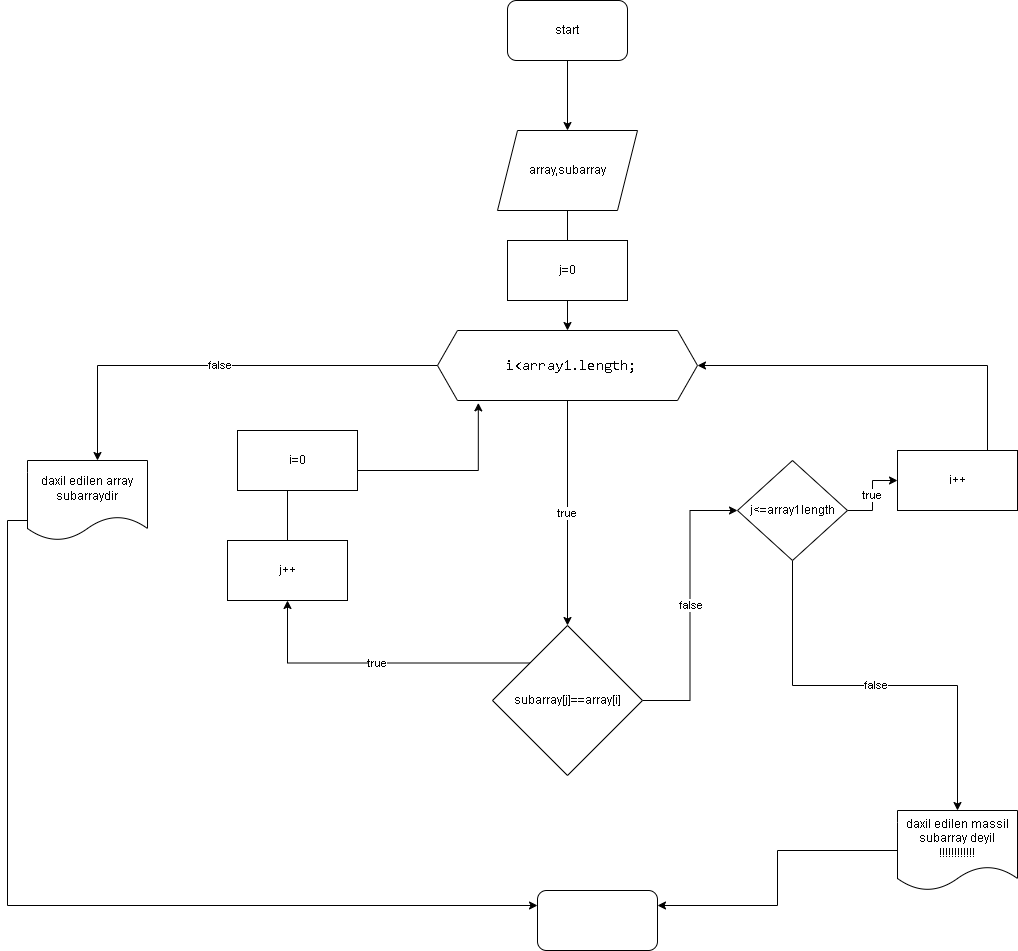 start
array,subarray
j=0
i<array1.length;
false
i=0
daxil edilen array
subarraydir
true
j<=array1length
true
i++
j++
false
true
subarray[j]==array[i]
false
daxil edilen massil
subarray deyil
!!!!!!!!!!!!